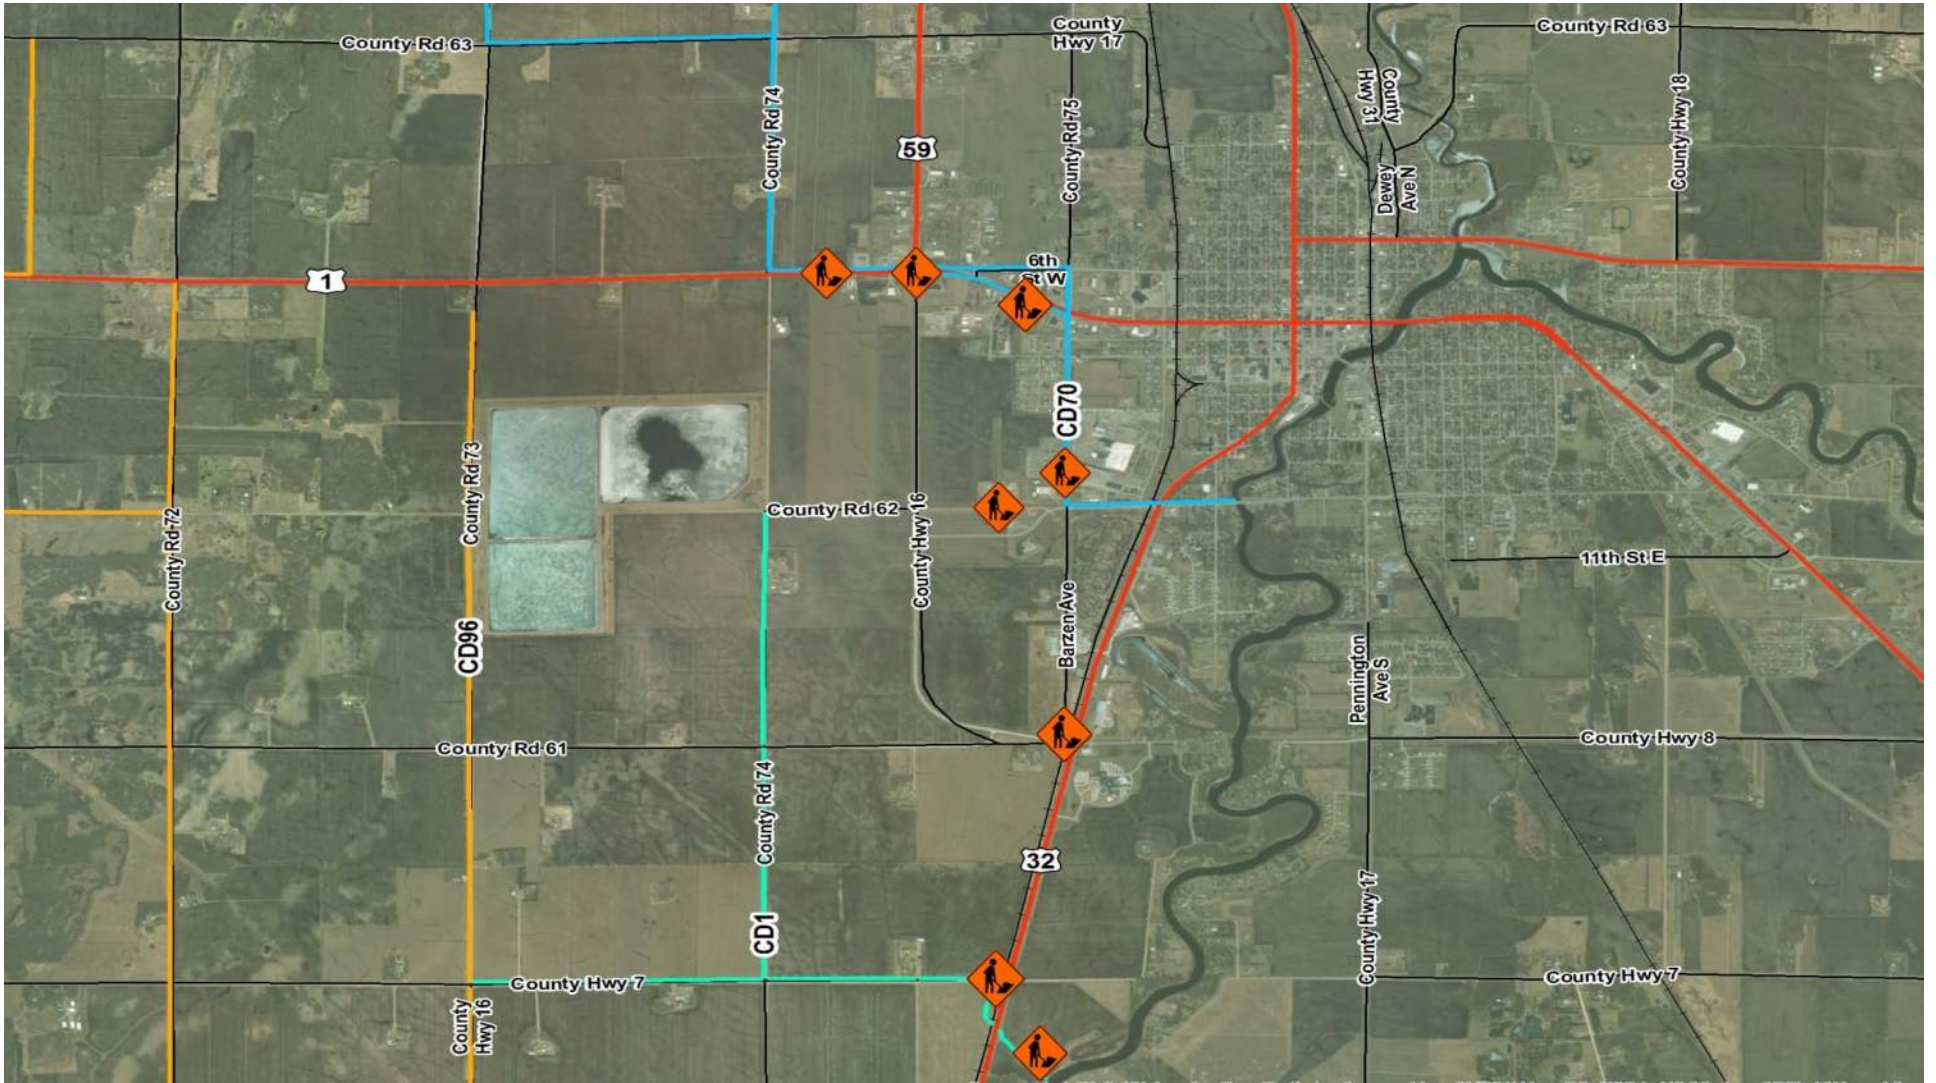 County Rd 63
County
Hwy 17
County Rd 63
County Rd 74
59
County Rd 75
County
Hwy 31
Dewey
Ave N
County Hwy 18
6th
St W
1
CD70
County Rd 73
County Rd 62
County Hwy 16
County Rd 72
11th St E
CD96
Barzen Ave
Pennington
Ave S
County Rd 61
County Hwy 8
County Rd 74
32
CD1
County Hwy 17
County Hwy 7
County Hwy 7
County
Hwy 16